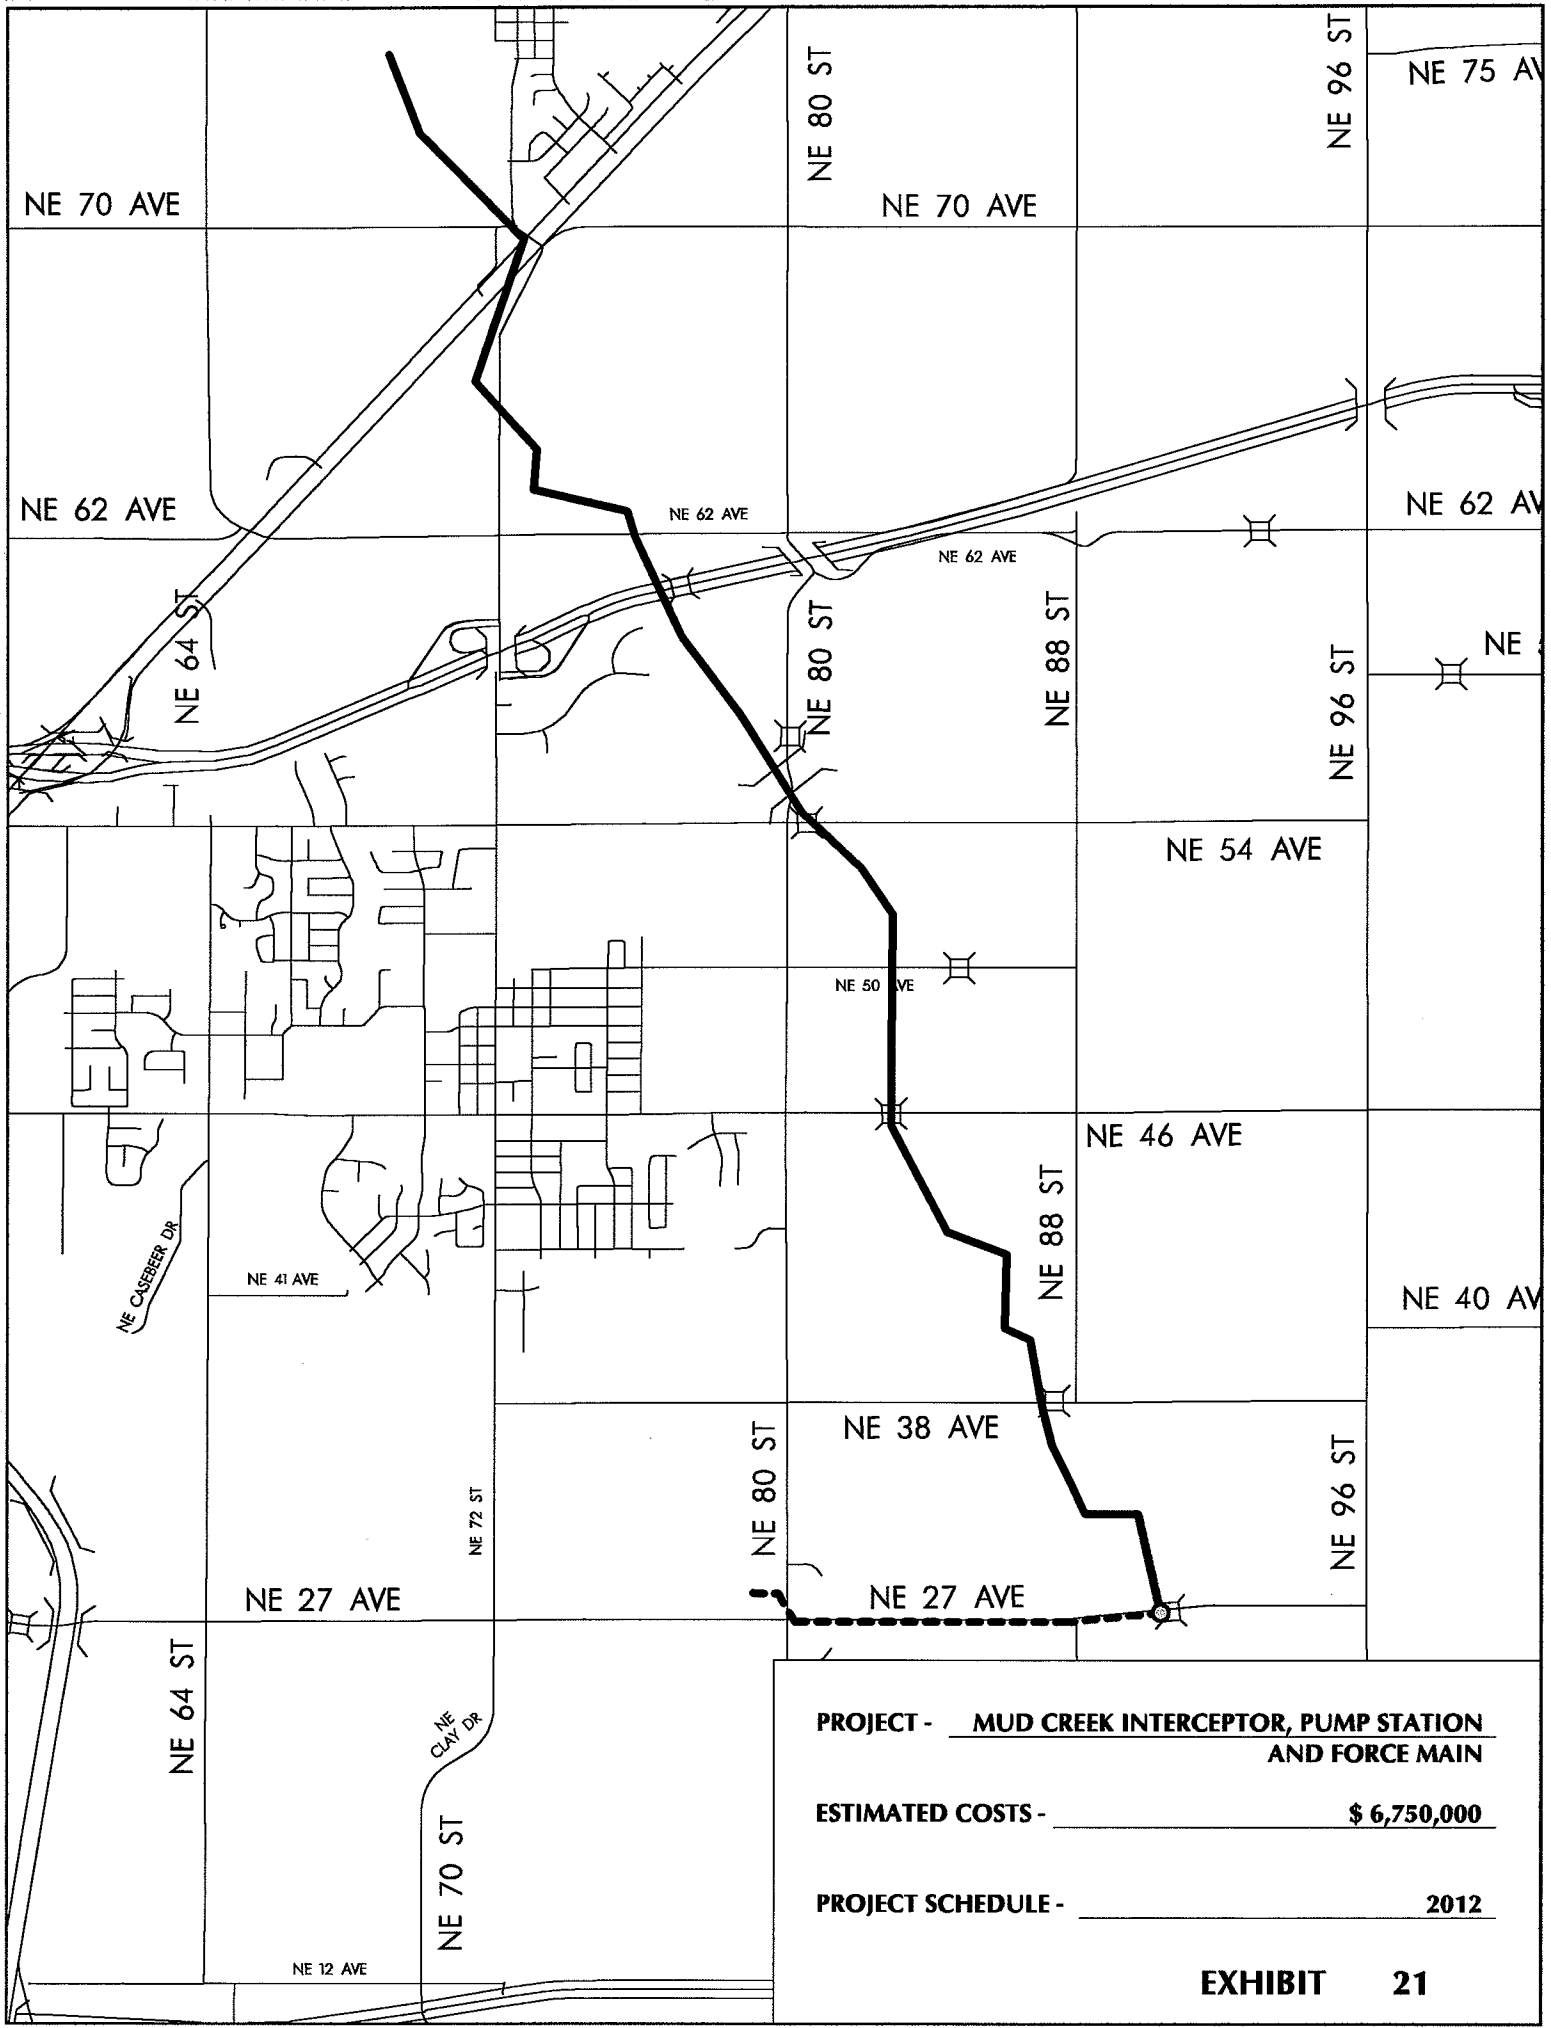 NE 80 ST
NE 96 ST
NE 75 AV
NE 70 AVE
NE 70 AVE
NE 62 AVE
NE 62 AVE
NE 62 AV
NE 62 AVE
NE 64 ST
NE 80 ST
NE 88 ST
NE 96 ST
NE
NE 54 AVE
NE 50 AVE
NE 46 AVE
NE 88 ST
NE CASEBEER DR
NE 41 AVE
NE 40 AV
NE 38 AVE
NE 80 ST
NE 96 ST
NE 72 ST
NE 27 AVE
NE 27 AVE
NE 64 ST
NE
CLAY DR
NE 70 ST
NE 12 AVE
PROJECT - MUD CREEK INTERCEPTOR, PUMP STATION
AND FORCE MAIN
ESTIMATED COSTS - $ 6,750,000
PROJECT SCHEDULE - 2012
EXHIBIT 21